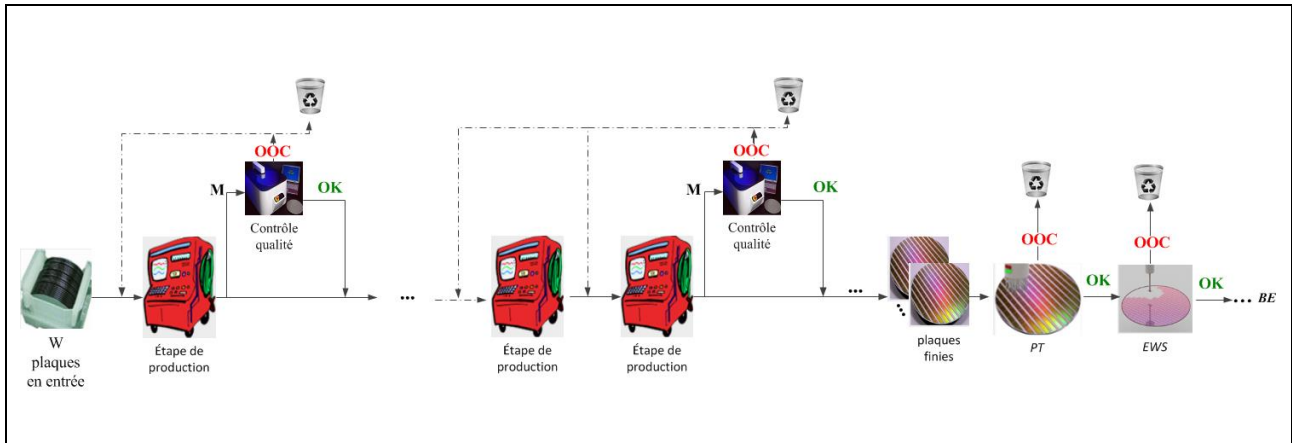 OOC
M
OK
Contrôle
qualité
W
plaques
en entrée
Étape de
production
...
OOC
M
OK
Contrôle
qualité
Étape de
production
Étape de
production
...
...
plaques
finies
OOC
PT
OK
OOC
EWS
OK
... BE